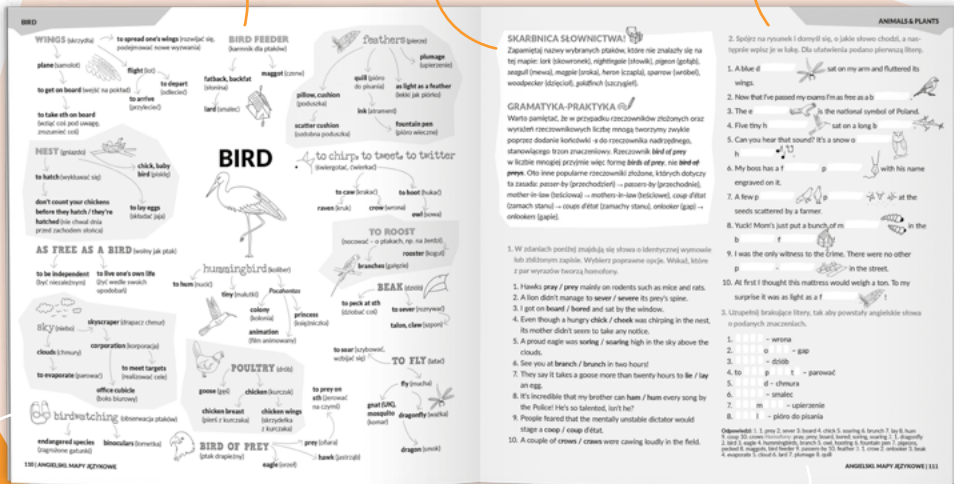 BIRD
WINGS (skrzydła)
to spread one's wings (rozwijać się, podejmować nowe wyzwania)
plane (samolot)
flight (lot)
to depart (odlecieć)
to get on board (wejść na pokład)
to arrive (przylecieć)
to take sth on board
(wziąć coś pod uwagę,
zrozumieć coś)
BIRD FEEDER
(karmnik dla ptaków)
fatback, backfat
(słonina)
maggot (czerw)
lard (smalec)
feathers (pierze)
plumage
(upierzenie)
quill (pióro
do pisania)
as light as a feather
(lekki jak piórko)
pillow, cushion
(poduszka)
ink (atrament)
scatter cushion
(ozdobna poduszka)
fountain pen
(pióro wieczne)
NEST (gniazdo)
to hatch (wykluwać się)
chick, baby
bird (pisklę)
don't count your chickens
before they hatch / they're
hatched (nie chwal dnia
przed zachodem słońca)
to lay eggs
(składać jaja)
BIRD
to chirp, to tweet, to twitter
(świergotać, ćwierkać)
to caw (krakać)
to hoot (hukać)
raven (kruk)
crow (wrona)
owl (sowa)
TO ROOST
(nocować – o ptakach, np. na żerdzi)
rooster (kogut)
branches (gałęzie)
AS FREE AS A BIRD (wolny jak ptak)
to be independent
(być niezależnym)
to live one's own life
(żyć wedle swoich
upodobań)
hummingbird (koliber)
to hum (nucić)
tiny (malutki)
Pocahontas
colony
(kolonia)
princess
(księżniczka)
animation
(film animowany)
BEAK (dziób)
to peck at sth
(dziobać coś)
to sever (rozrywać)
talon, claw (szpon)
sky (niebo)
skyscraper (drapacz chmur)
clouds (chmury)
corporation (korporacja)
to evaporate (parować)
to meet targets
(realizować cele)
office cubicle
(boks biurowy)
POULTRY (drób)
goose (gęś)
chicken (kurczak)
chicken breast
(pierś z kurczaka)
chicken wings
(skrzydełka
z kurczaka)
to soar (szybować,
wzbijać się)
TO FLY (latać)
fly (mucha)
gnat (UK),
mosquito
(komar)
dragonfly (ważka)
dragon (smok)
birdwatching (obserwacja ptaków)
endangered species
(zagrożone gatunki)
binoculars (lornetka)
BIRD OF PREY
(ptak drapieżny)
to prey on
sth (żerować
na czymś)
prey (ofiara)
hawk (jastrząb)
eagle (orzeł)
110 | ANGIELSKI. MAPY JĘZYKOWE
ANIMALS & PLANTS
SKARBNICA SŁOWNICTWA!
Zapamiętaj nazwy wybranych ptaków, które nie znalazły się na
tej mapie: lark (skowronek), nightingale (słowik), pigeon (gołąb),
seagull (mewa), magpie (sroka), heron (czapla), sparrow (wróbel),
woodpecker (dzięcioł), goldfinch (szczygieł).
GRAMATYKA-PRAKTYKA
Warto pamiętać, że w przypadku rzeczowników złożonych oraz
wyrażeń rzeczownikowych liczbę mnogą tworzymy zwykle
poprzez dodanie końcówki -s do rzeczownika nadrzędnego,
stanowiącego trzon znaczeniowy. Rzeczownik bird of prey
w liczbie mnogiej przyjmie więc formę birds of prey, nie bird of
preys. Oto inne popularne rzeczowniki złożone, których dotyczy
ta zasada: passer-by (przechodzień) → passers-by (przechodnie),
mother-in-law (teściowa) → mothers-in-law (teściowe), coup d'état
(zamach stanu) → coups d'état (zamachy stanu), onlooker (gap) →
onlookers (gapie).
1. W zdaniach poniżej znajdują się słowa o identycznej wymowie
lub zbliżonym zapisie. Wybierz poprawne opcje. Wskaż, które
z par wyrazów tworzą homofony.
1. Hawks pray / prey mainly on rodents such as mice and rats.
2. A lion didn't manage to sever / severe its prey's spine.
3. I got on board / bored and sat by the window.
4. Even though a hungry chick / cheek was chirping in the nest,
its mother didn't seem to take any notice.
5. A proud eagle was soring / soaring high in the sky above the
clouds.
6. See you at branch / brunch in two hours!
7. They say it takes a goose more than twenty hours to lie / lay
an egg.
8. It's incredible that my brother can ham / hum every song by
the Police! He's so talented, isn't he?
9. People feared that the mentally unstable dictator would
stage a coop / coup d'état.
10. A couple of crows / craws were cawing loudly in the field.
2. Spójrz na rysunek i domyśl się, o jakie słowo chodzi, a nas-
tępnie wpisz je w lukę. Dla ułatwienia podano pierwszą literę.
1. A blue d sat on my arm and fluttered its
wings.
2. Now that I've passed my exams I'm as free as a b
3. The e is the national symbol of Poland.
4. Five tiny h sat on a long b
5. Can you hear that sound? It's a snow o
h
6. My boss has a f p with his name
engraved on it.
7. A few p p at the
seeds scattered by a farmer.
8. Yuck! Mom's just put a bunch of m in the
b f
9. I was the only witness to the crime. There were no other
p - in the street.
10. At first I thought this mattress would weigh a ton. To my
surprise it was as light as a f !
3. Uzupełnij brakujące litery, tak aby powstały angielskie słowa
o podanych znaczeniach.
1. – wrona
2. o – gap
3. – dziób
4. to p t – parować
5. d – chmura
6. – smalec
7. m – upierzenie
8. l – pióro do pisania
ANGIELSKI. MAPY JĘZYKOWE | 111